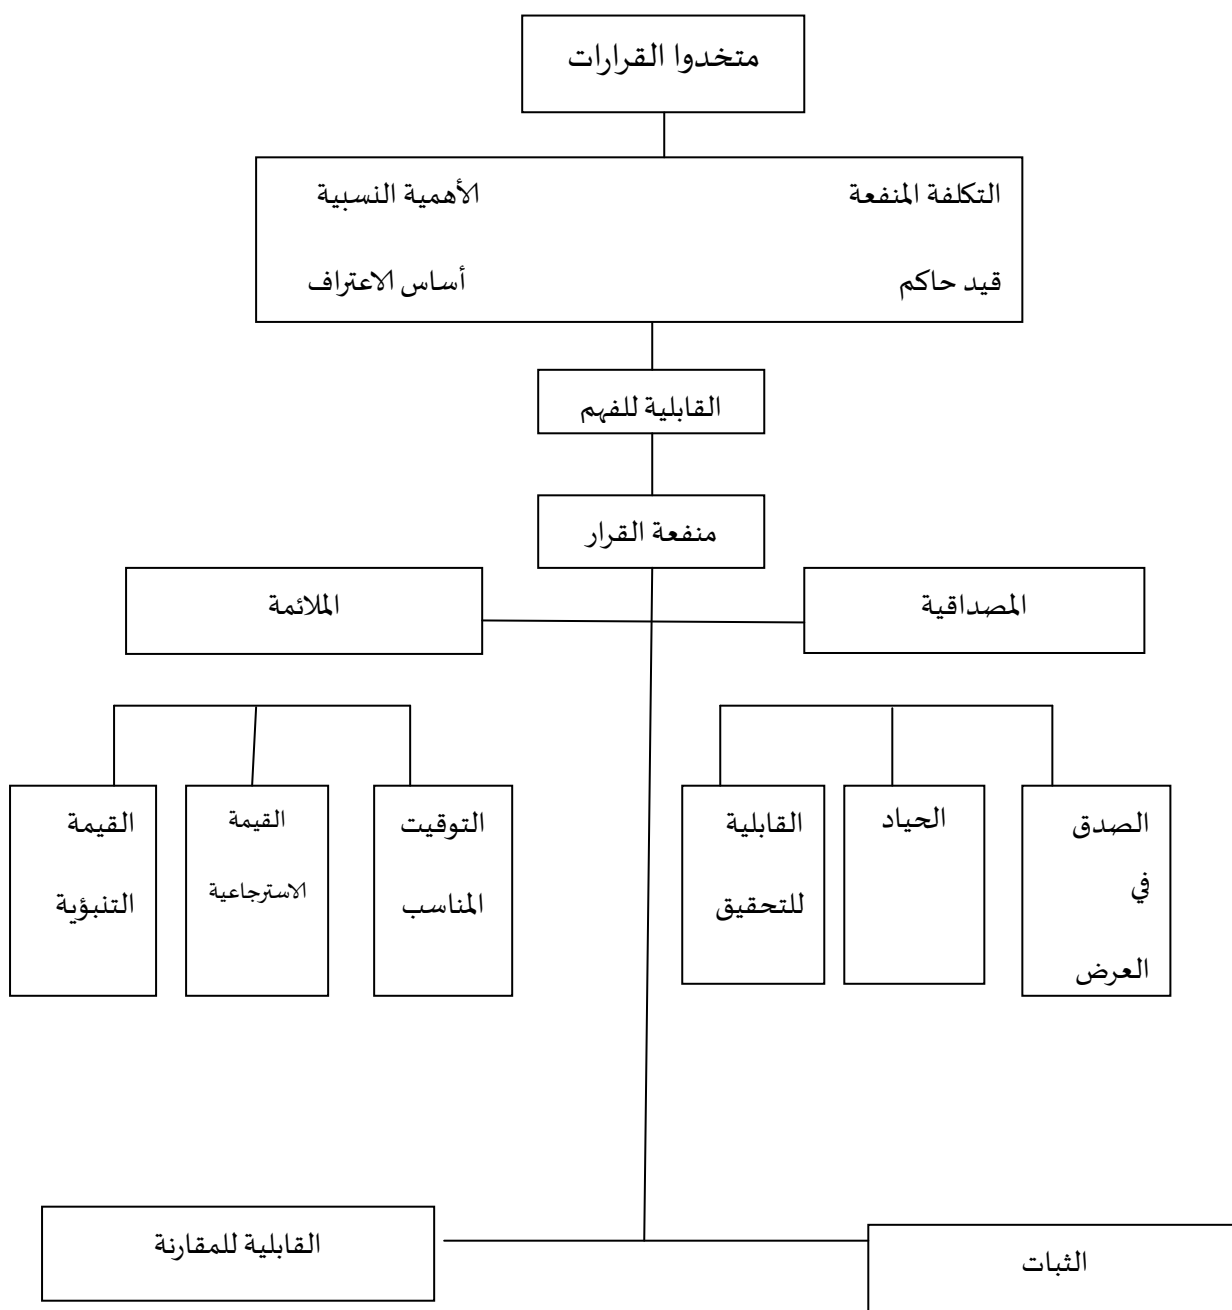 متخدوا القرارات
التكلفة المنفعة الأهمية النسبية
قيد حاكم أساس الاعتراف
القابلية للفهم
منفعة القرار
المصداقية
الملائمة
الصدق
في
العرض
الحياد
القابلية
للتحقيق
التوقيت
المناسب
القيمة
الاسترجاعية
القيمة
التنبؤية
الثبات
القابلية للمقارنة